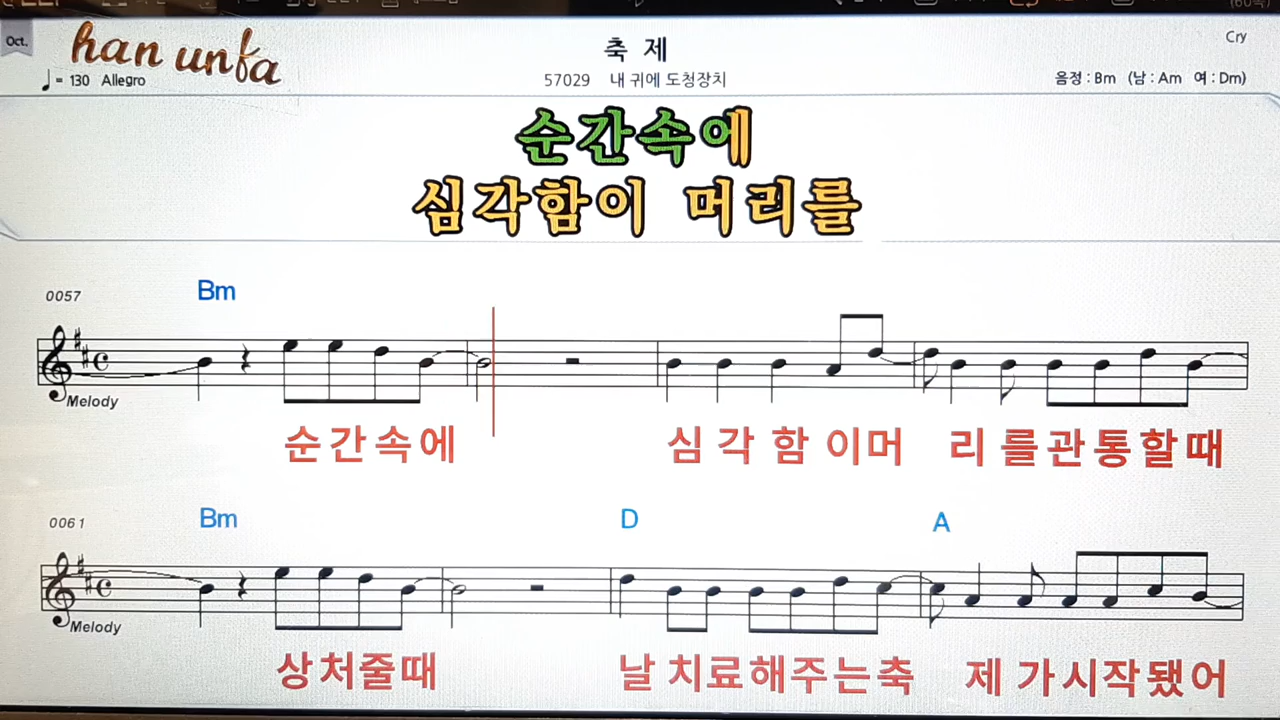 Oct.
han unfa
축 제
Cry
= 130 Allegro
57029 내 귀에 도청장치
음정 : Bm (남 : Am 여 : Dm)
순간속에
심각함이 머리를
0057
Bm
Melody
순간속에 심각함이머 리를관통할때
0061
Bm D A
Melody
상처줄때 날치료해주는축 제가시작됐어